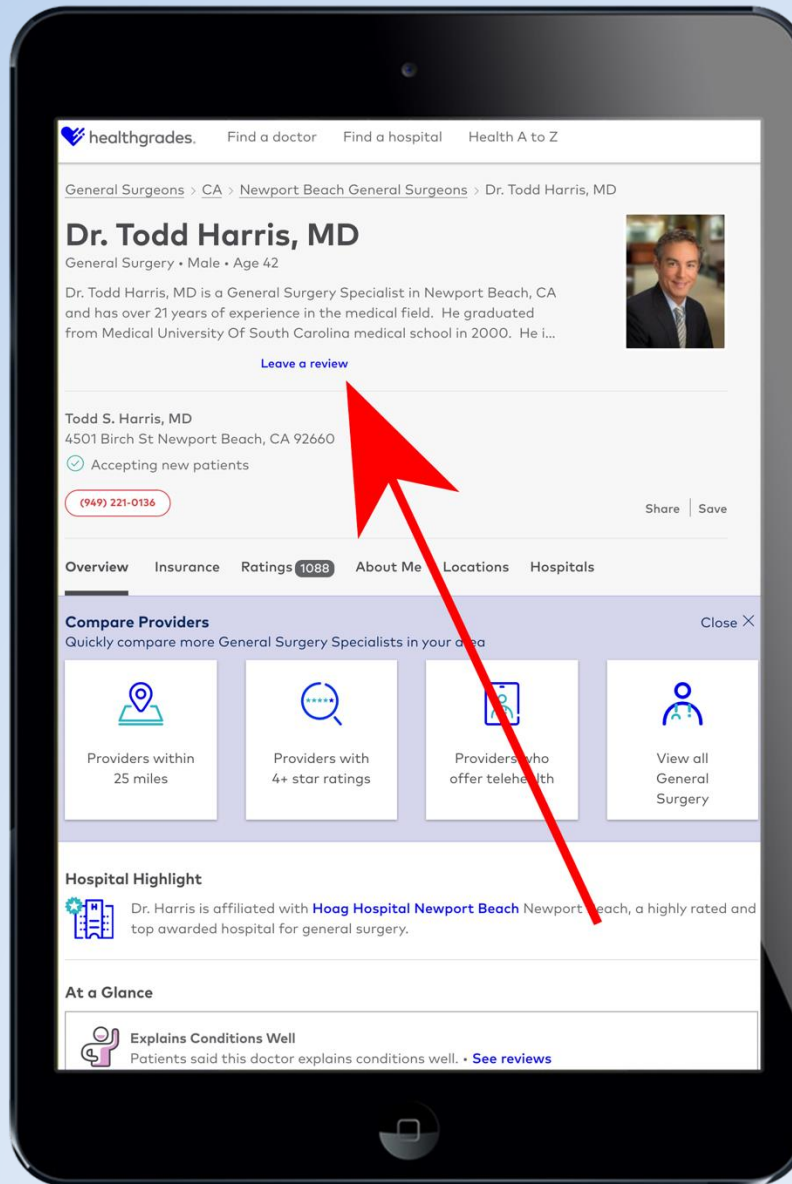 healthgrades. Find a doctor Find a hospital Health A to Z
General Surgeons > CA > Newport Beach General Surgeons > Dr. Todd Harris, MD
Dr. Todd Harris, MD
General Surgery • Male • Age 42
Dr. Todd Harris, MD is a General Surgery Specialist in Newport Beach, CA
and has over 21 years of experience in the medical field. He graduated
from Medical University Of South Carolina medical school in 2000. He i...
Leave a review
Todd S. Harris, MD
4501 Birch St Newport Beach, CA 92660
Accepting new patients
(949) 221-0136
Share | Save
Overview Insurance Ratings 1088 About Me Locations Hospitals
Compare Providers
Close
Quickly compare more General Surgery Specialists in your area
Providers within
25 miles
Providers with
4+ star ratings
Providers who
offer telehealth
View all
General
Surgery
Hospital Highlight
Dr. Harris is affiliated with Hoag Hospital Newport Beach Newport Beach, a highly rated and
top awarded hospital for general surgery.
At a Glance
Explains Conditions Well
Patients said this doctor explains conditions well. • See reviews